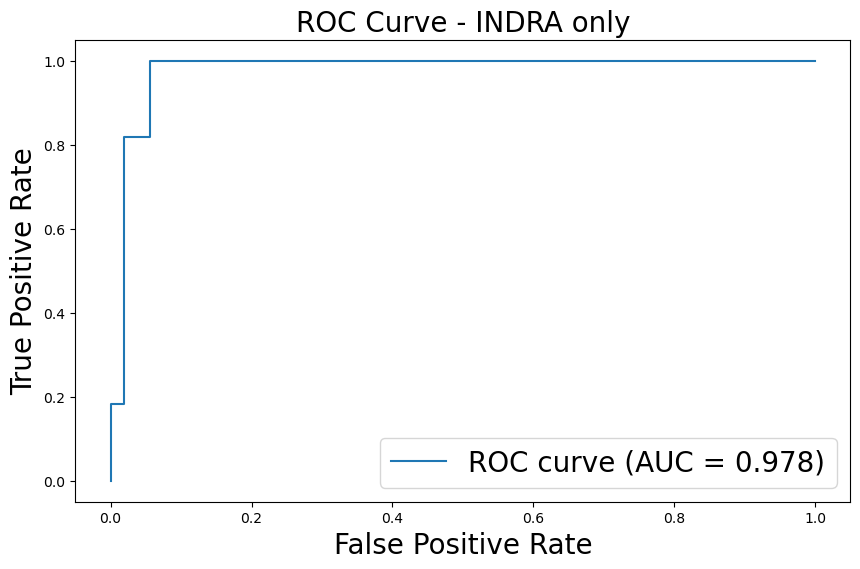 ROC Curve - INDRA only
True Positive Rate
1.0
0.8
0.6
0.4
0.2
0.0
ROC curve (AUC = 0.978)
0.0 0.2 0.4 0.6 0.8 1.0
False Positive Rate